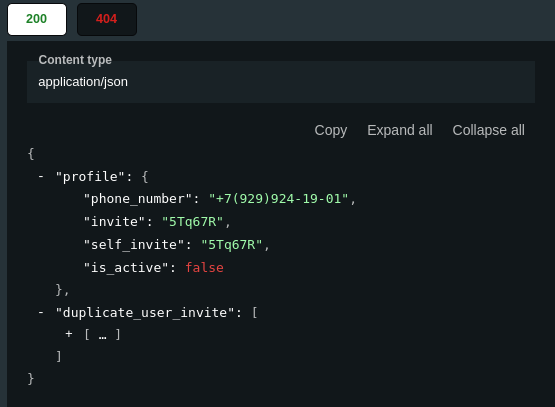 200 404
Content type
application/json
Copy Expand all Collapse all
{
- "profile": {
"phone_number": "+7(929)924-19-01",
"invite": "5Tq67R",
"self_invite": "5Tq67R",
"is_active": false
},
- "duplicate_user_invite": [
+ [ … ]
]
}